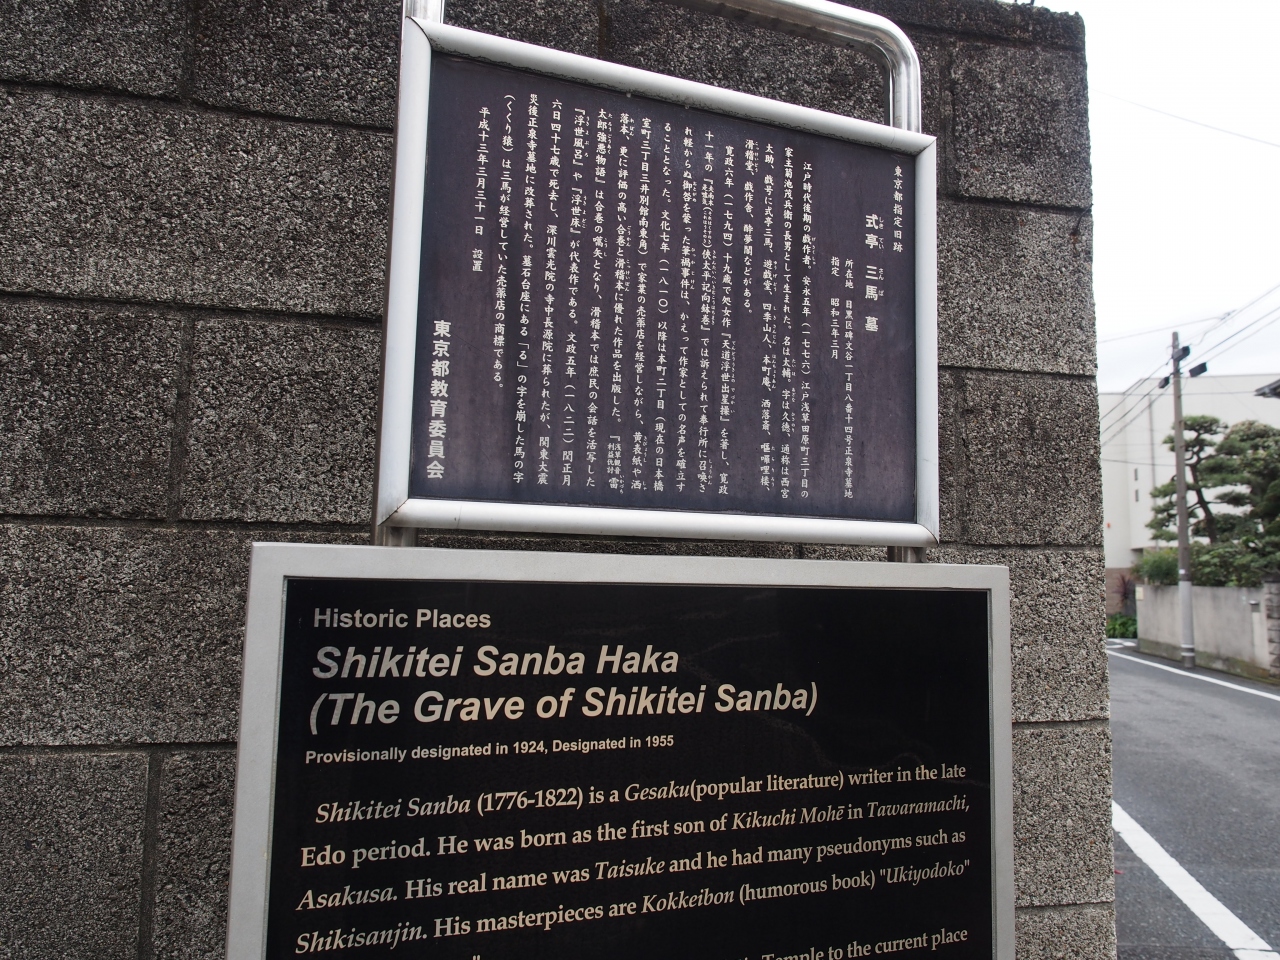 東京都指定旧跡
式亭 三馬 墓
所在地 目黒区碑文谷一丁目八番十四号正泉寺墓地
指定 昭和三年三月
江戸時代後期の戯作者。安永五年(一七七六)江戸浅草田原町三丁目の
家主菊池茂兵衛の長男として生まれた。名は太輔。字は久徳、通称は西宮
太助、戯号に式亭三馬、遊戯堂、四季山人、本町庵、洒落斎、哩楼、
滑稽堂、戯作舎、酔夢閣などがある。
寛政六年(一七九四)十九歳で処女作『天道浮世出星操』を著し、寛政
十一年の『侠太平記向鉢巻』では訴えられて奉行所に召喚さ
れ軽からぬ御咎を蒙った筆禍事件は、かえって作家としての名声を確立す
ることとなった。文化七年(一八一〇)以降は本町二丁目(現在の日本橋
室町二丁目三井別館南東角)で家業の売薬店を経営しながら、黄表紙や洒
落本、更に評価の高い合巻と滑稽本に優れた作品を出版した。『浅草観音利益仇討 雷
太郎強悪物語』は合巻の嚆矢となり、滑稽本では庶民の会話を活写した
『浮世風呂』や『浮世床』が代表作である。文政五年(一八二二)閏正月
六日四十七歳で死去し、深川雲光院の寺中長源院に葬られたが、関東大震
災後正泉寺墓地に改葬された。墓石台座にある「る」の字を崩した馬の字
(くくり猿)は三馬が経営していた売薬店の商標である。
平成十三年三月三十一日 設置
東京都教育委員会
Historic Places
Shikitei Sanba Haka
(The Grave of Shikitei Sanba)
Provisionally designated in 1924, Designated in 1955
Shikitei Sanba (1776-1822) is a Gesaku(popular literature) writer in the late
Edo period. He was born as the first son of Kikuchi Mohē in Tawaramachi,
Asakusa. His real name was Taisuke and he had many pseudonyms such as
Shikisanjin. His masterpieces are Kokkeibon (humorous book) "Ukiyodoko"
Temple to the current place